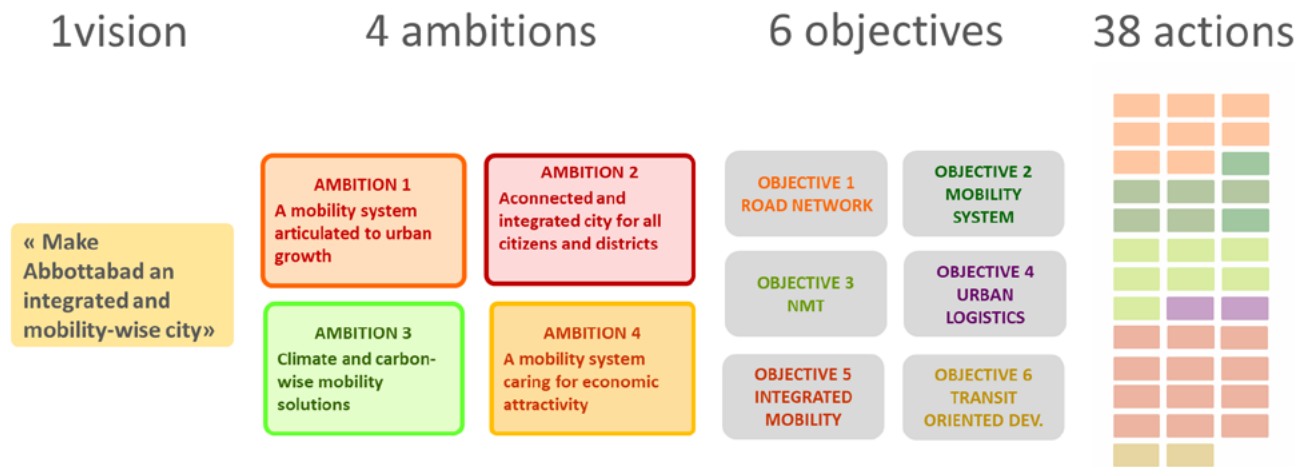 1vision
4 ambitions
6 objectives
38 actions
« Make
Abbottabad an
integrated and
mobility-wise city»
AMBITION 1
A mobility system
articulated to urban
growth
AMBITION 2
Aconnected and
integrated city for all
citizens and districts
AMBITION 3
Climate and carbon-
wise mobility
solutions
AMBITION 4
A mobility system
caring for economic
attractivity
OBJECTIVE 1
ROAD NETWORK
OBJECTIVE 2
MOBILITY
SYSTEM
OBJECTIVE 3
NMT
OBJECTIVE 4
URBAN
LOGISTICS
OBJECTIVE 5
INTEGRATED
MOBILITY
OBJECTIVE 6
TRANSIT
ORIENTED DEV.